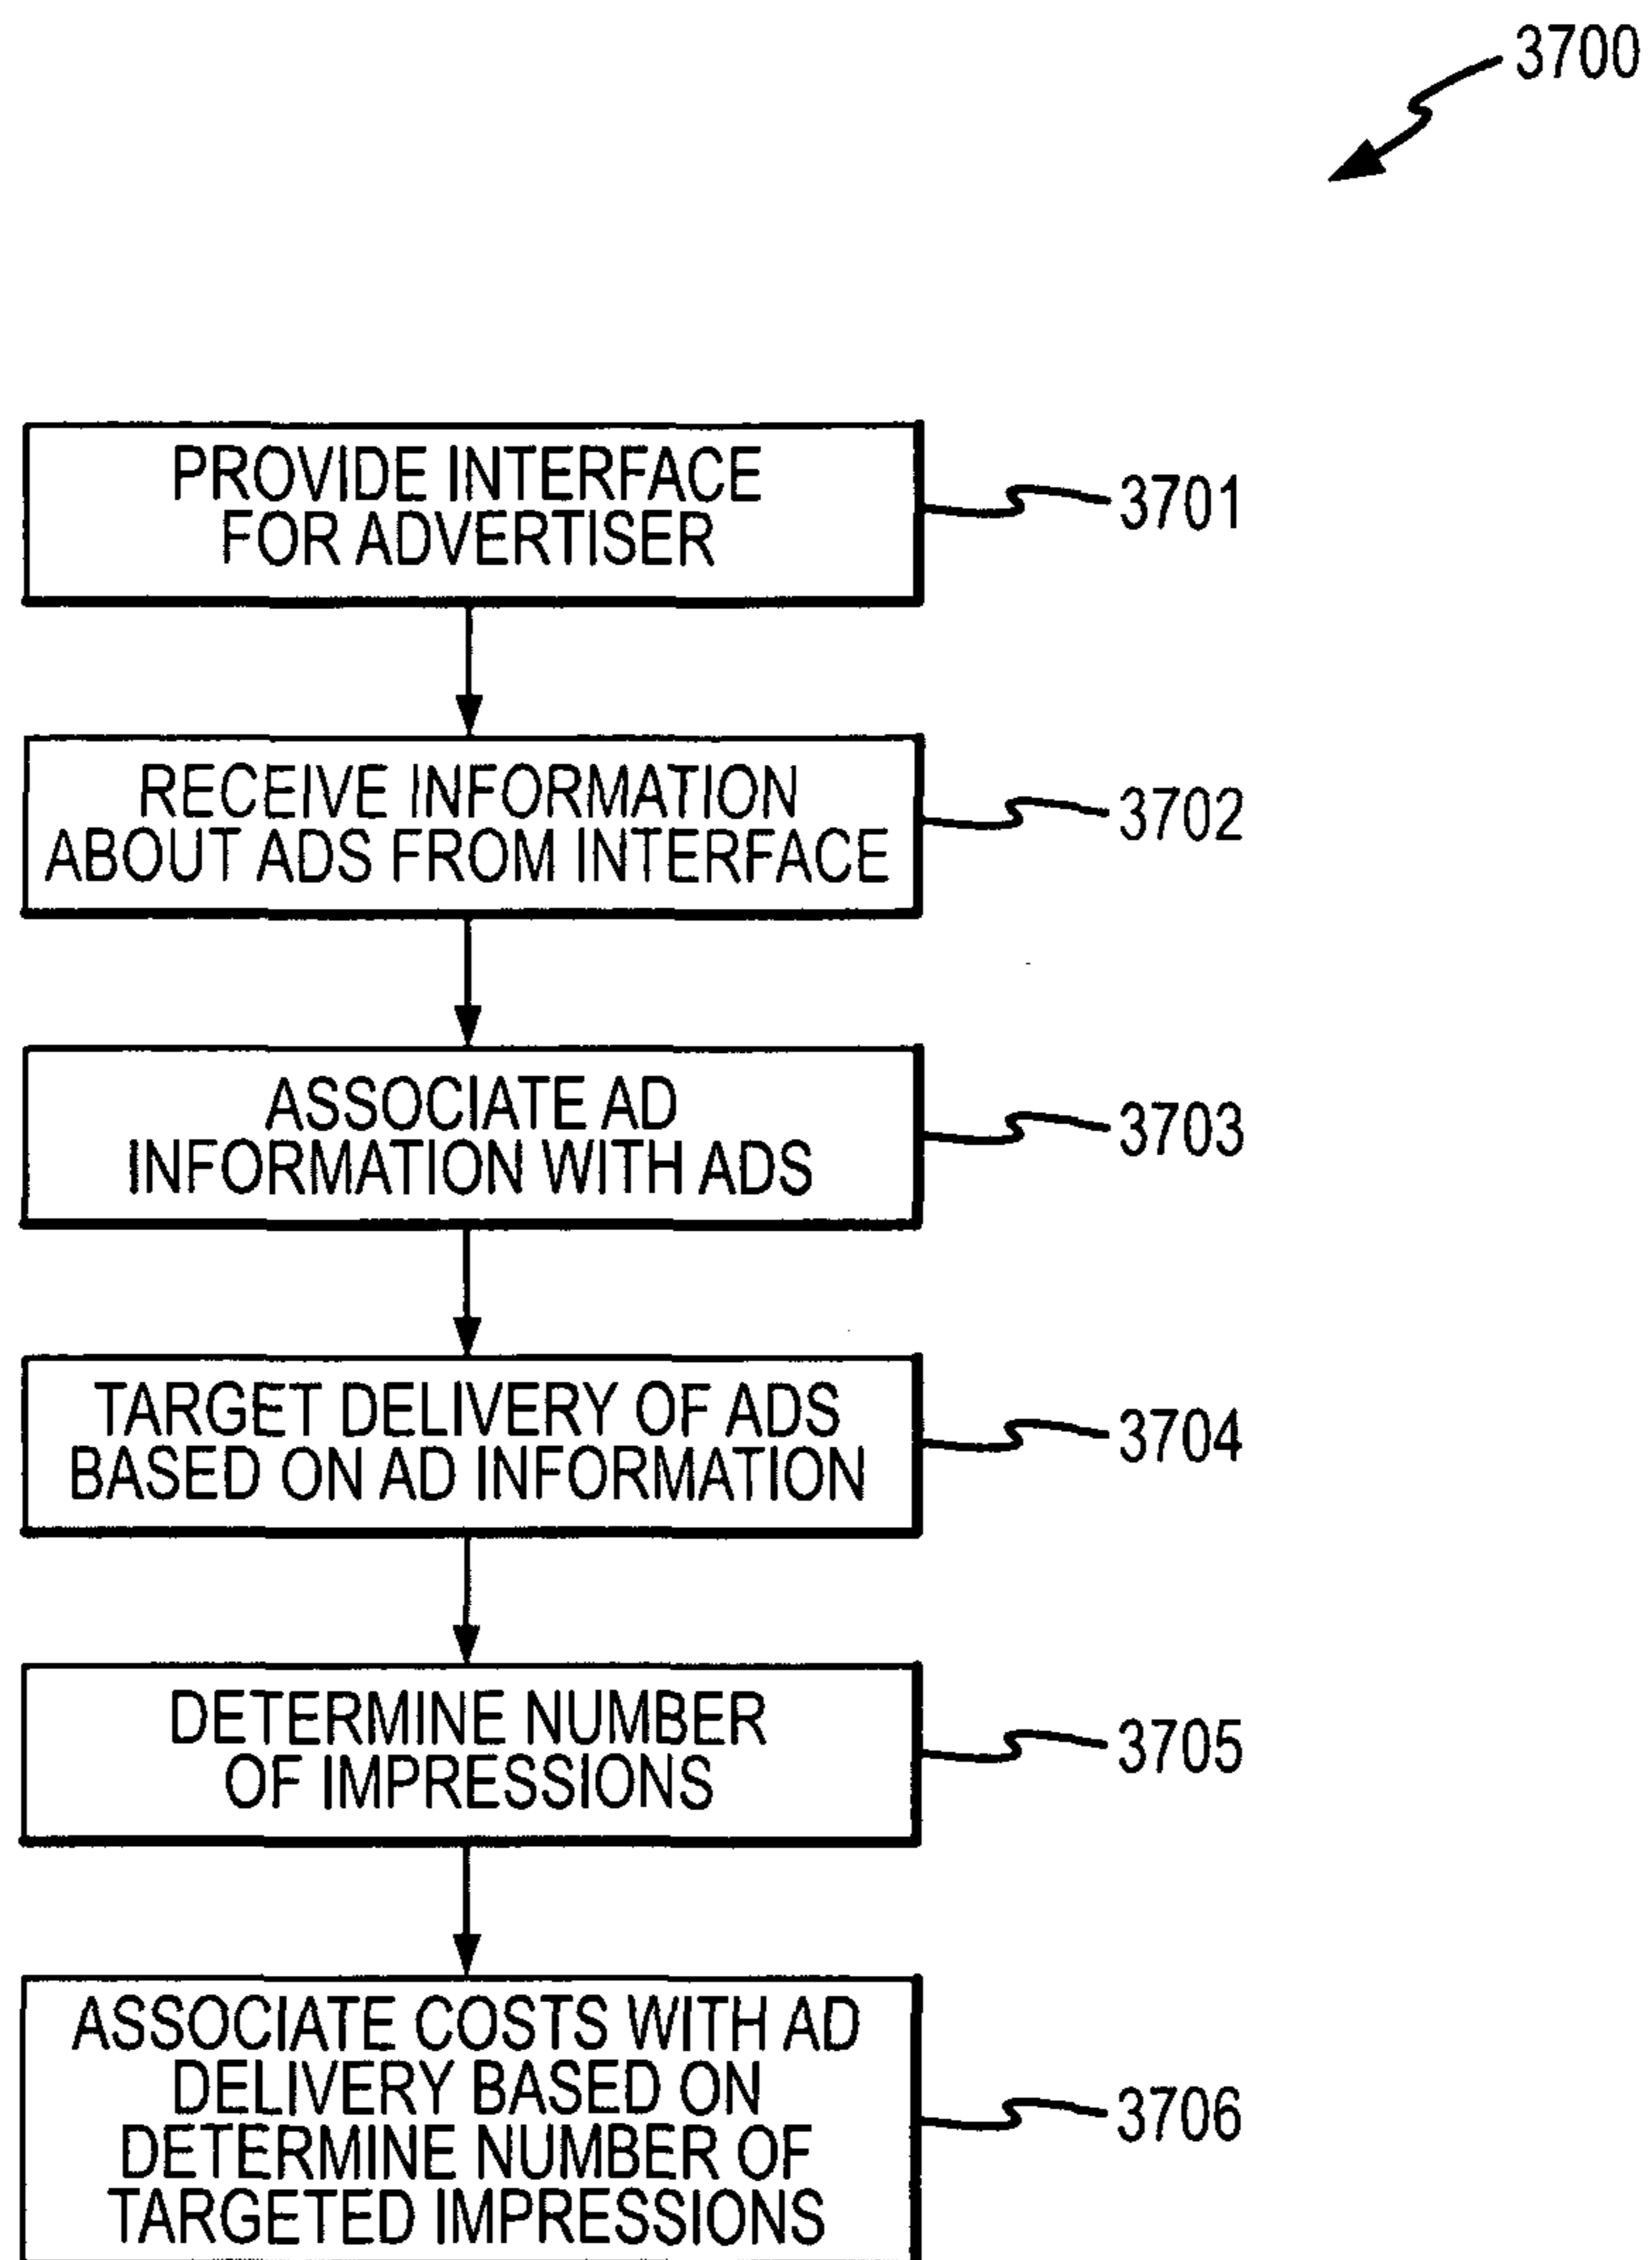 3700
PROVIDE INTERFACE
FOR ADVERTISER
3701
RECEIVE INFORMATION
ABOUT ADS FROM INTERFACE
3702
ASSOCIATE AD
INFORMATION WITH ADS
3703
TARGET DELIVERY OF ADS
BASED ON AD INFORMATION
3704
DETERMINE NUMBER
OF IMPRESSIONS
3705
ASSOCIATE COSTS WITH AD
DELIVERY BASED ON
DETERMINE NUMBER OF
TARGETED IMPRESSIONS
3706